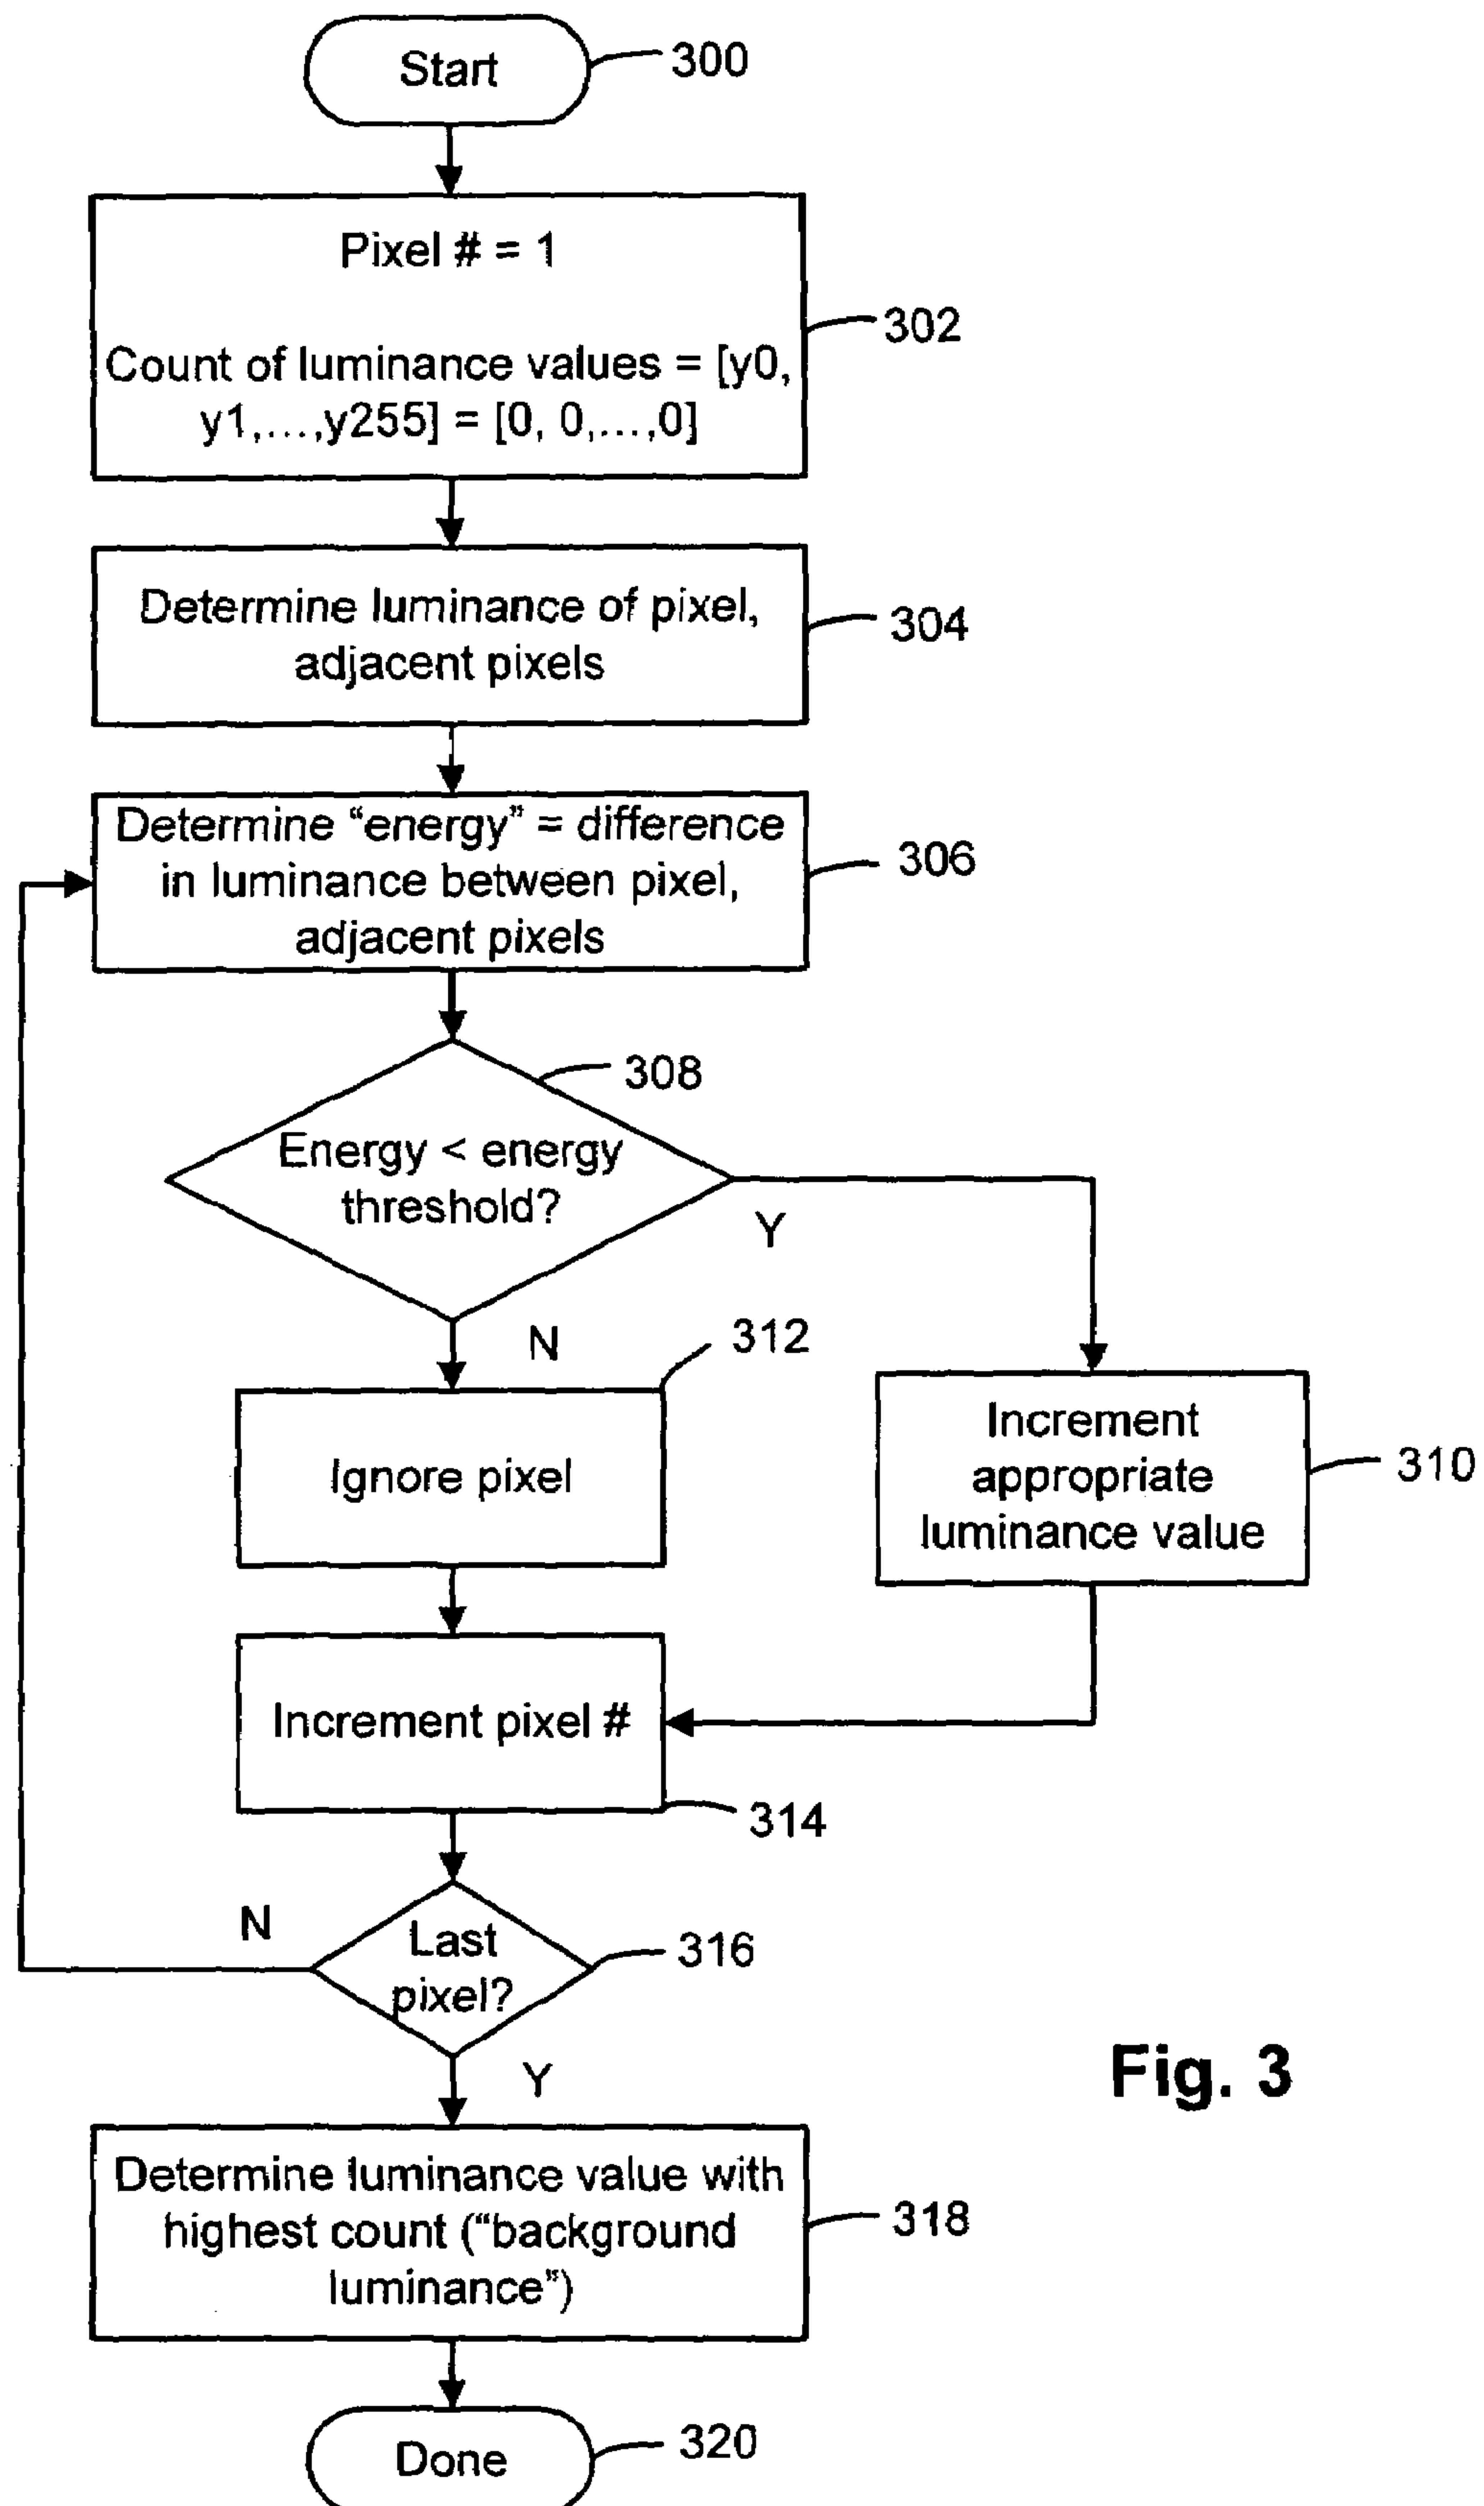 Start
300
Pixel # = 1
Count of luminance values = [y0,
y1,...,y255] = [0, 0,...,0]
302
Determine luminance of pixel,
adjacent pixels
304
Determine “energy” = difference
in luminance between pixel,
adjacent pixels
306
308
Energy < energy
threshold?
Y
N
312
Ignore pixel
Increment
appropriate
luminance value
310
Increment pixel #
314
N
Last
pixel?
316
Y
Fig. 3
Determine luminance value with
highest count (“background
luminance”)
318
Done
320